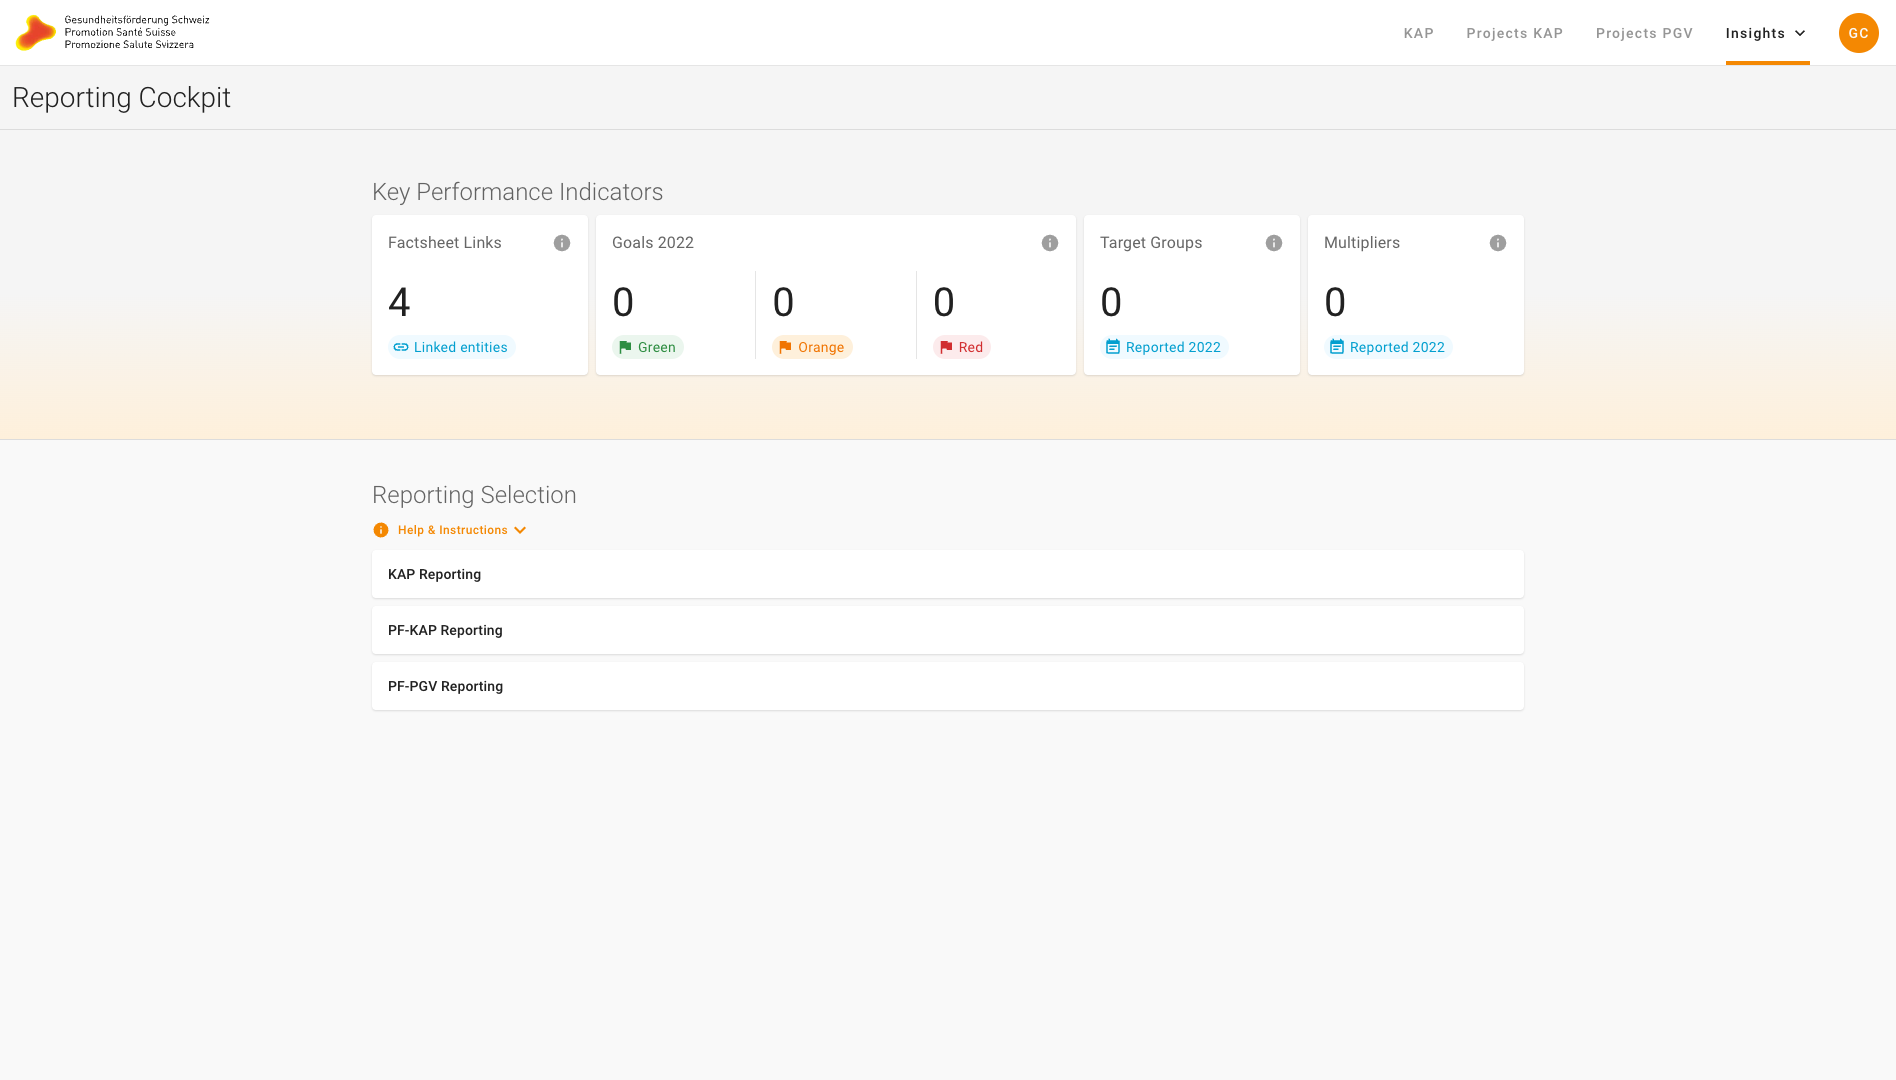 Gesundheitsförderung Schweiz
Promotion Santé Suisse
Promozione Salute Svizzera
KAP
Projects KAP
Projects PGV
Insights
GC
Reporting Cockpit
Key Performance Indicators
Factsheet Links
4
Linked entities
Goals 2022
0
Green
0
Orange
0
Red
Target Groups
0
Reported 2022
Multipliers
0
Reported 2022
Reporting Selection
Help & Instructions
KAP Reporting
PF-KAP Reporting
PF-PGV Reporting